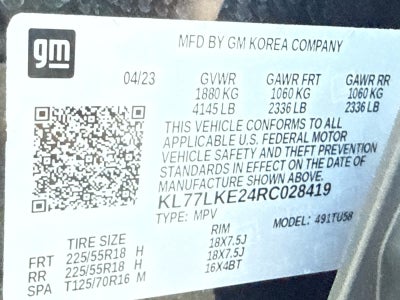 gm
MFD BY GM KOREA COMPANY
04/23 GVWR GAWR FRT GAWR RR
1880 KG 1060 KG 1060 KG
4145 LB 2336 LB 2336 LB
THIS VEHICLE CONFORMS TO ALL
APPLICABLE U.S. FEDERAL MOTOR
VEHICLE SAFETY AND THEFT PREVENTION
STANDARDS IN EFFECT ON THE DATE OF
MANUFACTURE SHOWN ABOVE.
KL77LKE24RC028419
TYPE: MPV MODEL: 491TU58
TIRE SIZE RIM
FRT 225/55R18 H 18X7.5J
RR 225/55R18 H 18X7.5J
SPA T125/70R16 M 16X4BT